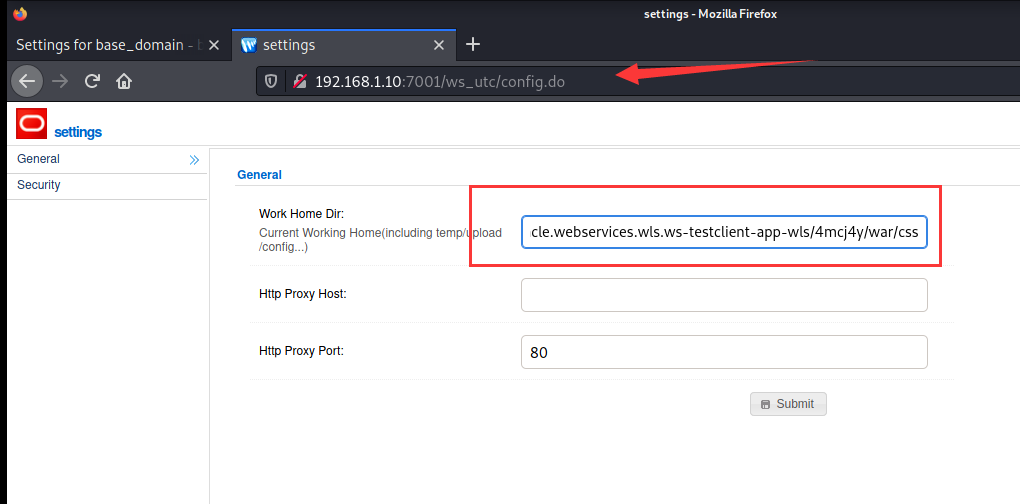 settings - Mozilla Firefox
Settings for base_domain -
settings
192.168.1.10:7001/ws_utc/config.do
settings
General
Security
General
Work Home Dir:
Current Working Home(including temp/upload
/config...)
cle.webservices.wls.ws-testclient-app-wls/4mcj4y/war/css
Http Proxy Host:
Http Proxy Port:
80
Submit